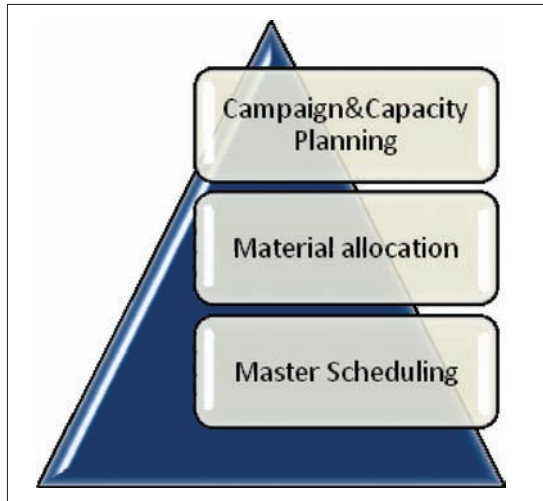 Campaign&Capacity
Planning
Material allocation
Master Scheduling